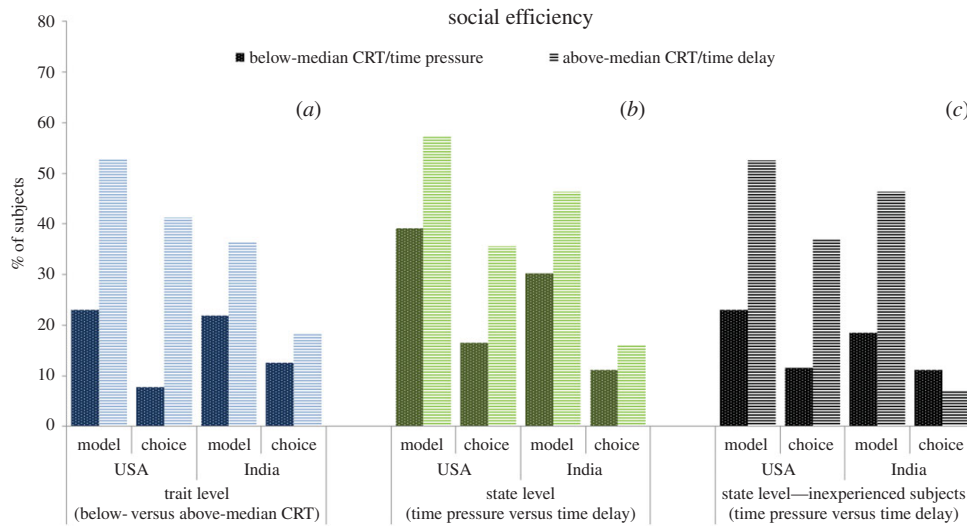 social efficiency
below-median CRT/time pressure above-median CRT/time delay
(a) (b) (c)
% of subjects
80
70
60
50
40
30
20
10
0
model choice model choice model choice model choice model choice model choice
USA India USA India USA India
trait level state level state level—inexperienced subjects
(below- versus above-median CRT) (time pressure versus time delay) (time pressure versus time delay)